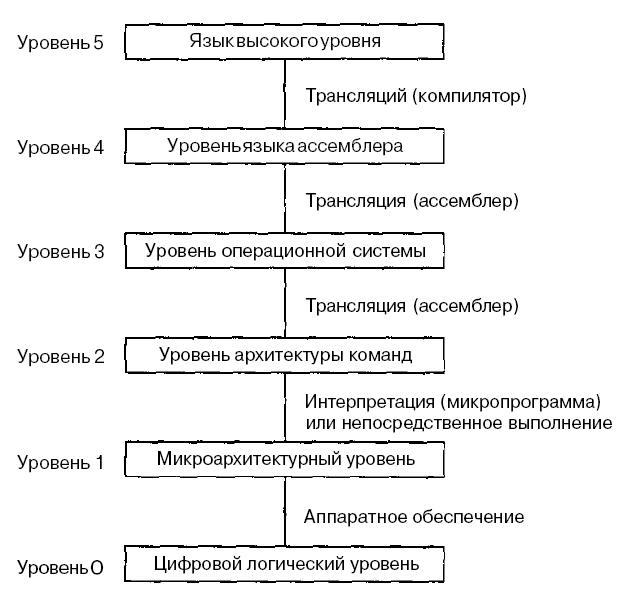 Уровень 5
Язык высокого уровня
Трансляций (компилятор)
Уровень 4
Уровень языка ассемблера
Трансляция (ассемблер)
Уровень 3
Уровень операционной системы
Трансляция (ассемблер)
Уровень 2
Уровень архитектуры команд
Интерпретация (микропрограмма)
или непосредственное выполнение
Уровень 1
Микроархитектурный уровень
Аппаратное обеспечение
Уровень 0
Цифровой логический уровень